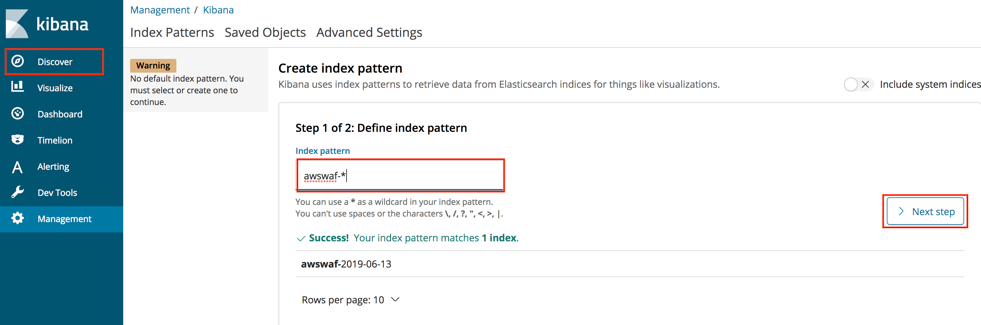 kibana
Discover
Visualize
Dashboard
Timelion
Alerting
Dev Tools
Management
Management / Kibana
Index Patterns Saved Objects Advanced Settings
Warning
No default index pattern. You
must select or create one to
continue.
Create index pattern
Kibana uses index patterns to retrieve data from Elasticsearch indices for things like visualizations.
Include system indices
Step 1 of 2: Define index pattern
Index pattern
awswaf-*
You can use a * as a wildcard in your index pattern.
You can't use spaces or the characters \, /, ?, ", <, >, |.
Next step
Success! Your index pattern matches 1 index.
awswaf-2019-06-13
Rows per page: 10